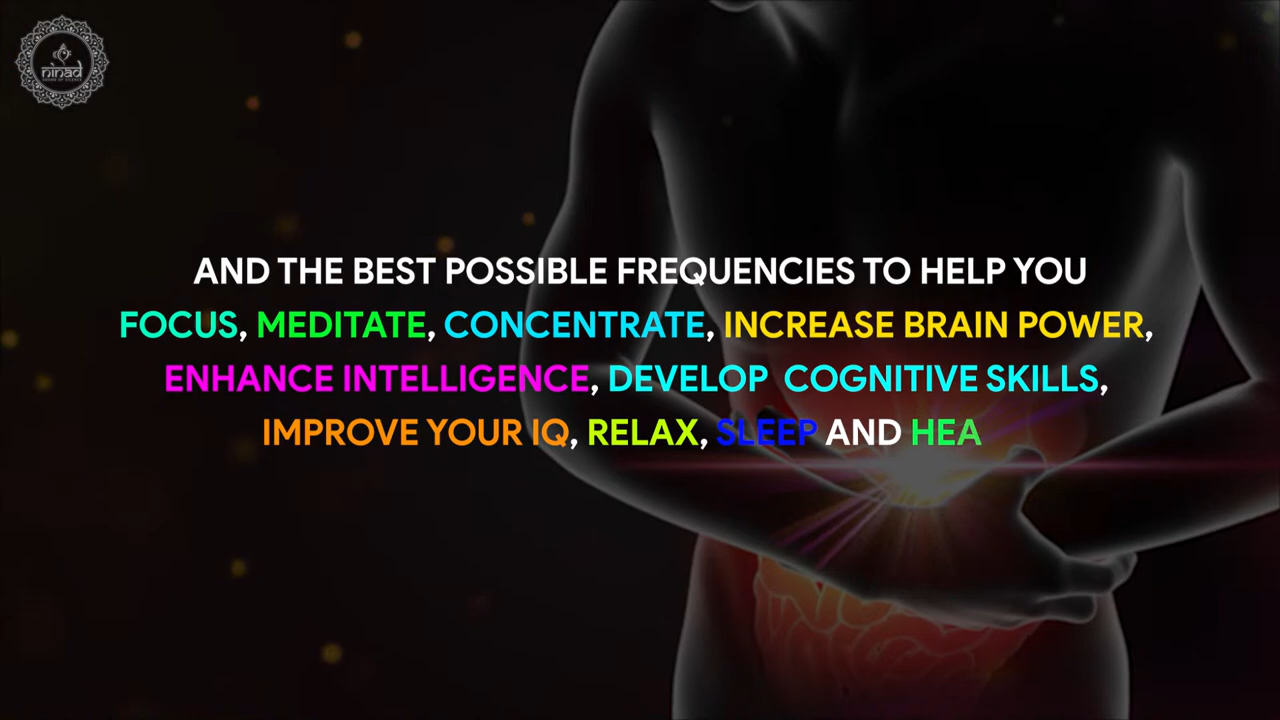 ninad
AND THE BEST POSSIBLE FREQUENCIES TO HELP YOU
FOCUS, MEDITATE, CONCENTRATE, INCREASE BRAIN POWER,
ENHANCE INTELLIGENCE, DEVELOP COGNITIVE SKILLS,
IMPROVE YOUR IQ, RELAX, SLEEP AND HEA